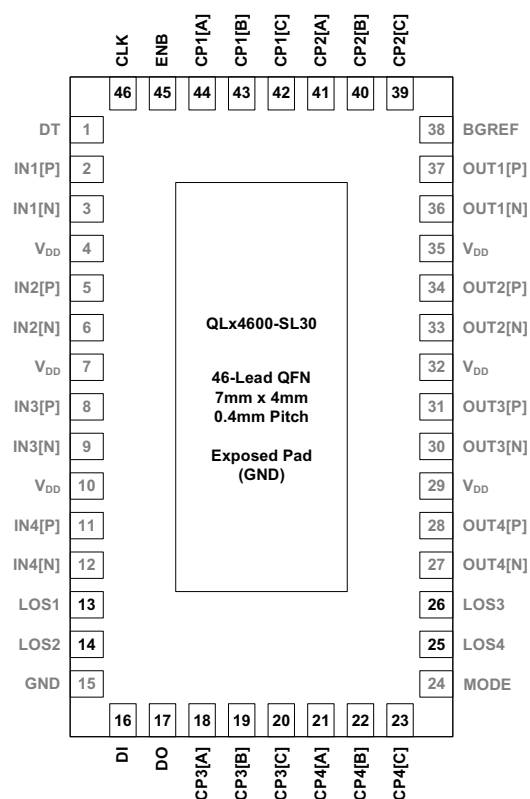 CLK
ENB
CP1[A]
CP1[B]
CP1[C]
CP2[A]
CP2[B]
CP2[C]
46 45 44 43 42 41 40 39
DT 1
IN1[P] 2
IN1[N] 3
VDD 4
IN2[P] 5
IN2[N] 6
VDD 7
IN3[P] 8
IN3[N] 9
VDD 10
IN4[P] 11
IN4[N] 12
LOS1 13
LOS2 14
GND 15
QLx4600-SL30
46-Lead QFN
7mm x 4mm
0.4mm Pitch
Exposed Pad
(GND)
38 BGREF
37 OUT1[P]
36 OUT1[N]
35 VDD
34 OUT2[P]
33 OUT2[N]
32 VDD
31 OUT3[P]
30 OUT3[N]
29 VDD
28 OUT4[P]
27 OUT4[N]
26 LOS3
25 LOS4
24 MODE
16 17 18 19 20 21 22 23
DI
DO
CP3[A]
CP3[B]
CP3[C]
CP4[A]
CP4[B]
CP4[C]